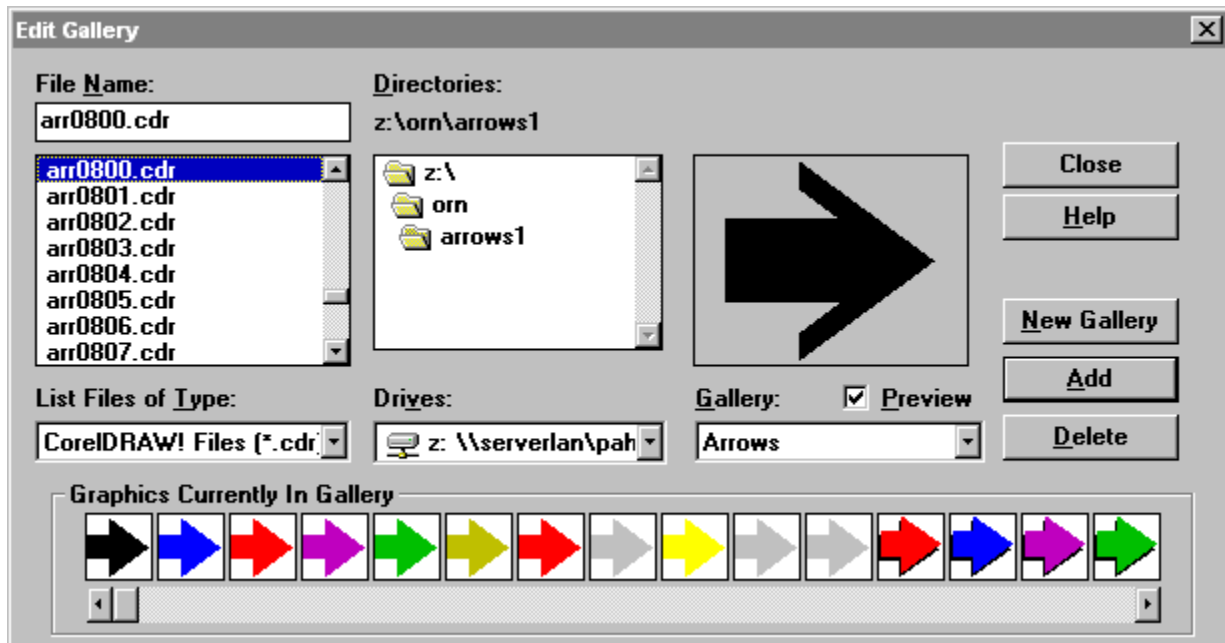 Edit Gallery
File Name:
Directories:
arr0800.cdr
z:\orn\arrows1
arr0800.cdr
arr0801.cdr
arr0802.cdr
arr0803.cdr
arr0804.cdr
arr0805.cdr
arr0806.cdr
arr0807.cdr
z:\
orn
arrows1
Close
Help
New Gallery
Add
Delete
List Files of Type:
Drives:
Gallery:
Preview
CorelDRAW! Files (*.cdr)
z: \\serverlan\pah
Arrows
Graphics Currently In Gallery